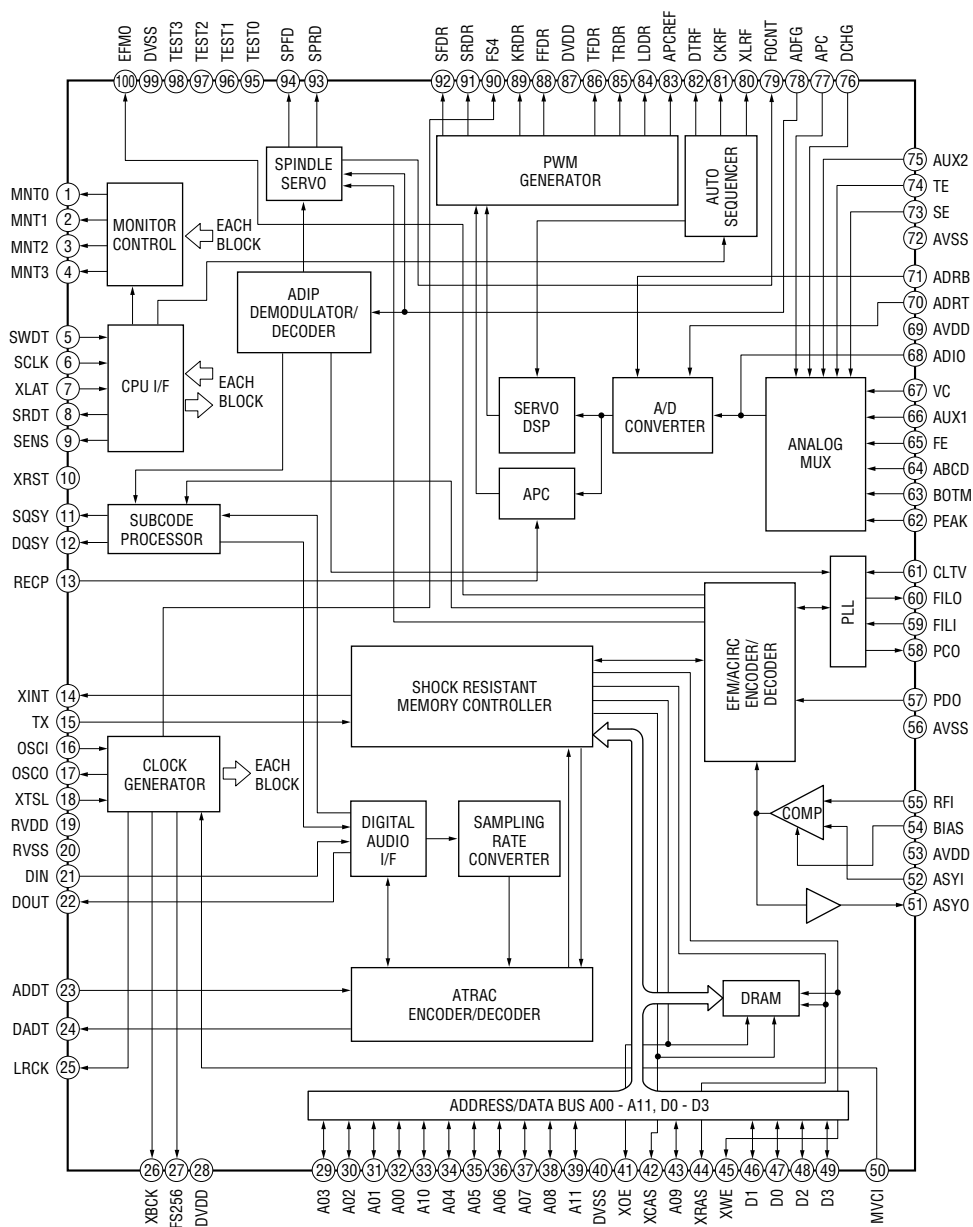 EFMO
DVSS
TEST3
TEST2
TEST1
TEST0
SPFD
SPRD
SFDR
SRDR
FS4
KRDR
FFDR
DVDD
TFDR
TRDR
LDDR
APCREF
DTRF
CKRF
XLRF
F0CNT
ADFG
APC
DCHG
100
99
98
97
96
95
94
93
92
91
90
89
88
87
86
85
84
83
82
81
80
79
78
77
76
MNT0 1
MNT1 2
MNT2 3
MNT3 4
SWDT 5
SCLK 6
XLAT 7
SRDT 8
SENS 9
XRST 10
SQSY 11
DQSY 12
RECP 13
XINT 14
TX 15
OSCI 16
OSCO 17
XTSL 18
RVDD 19
RVSS 20
DIN 21
DOUT 22
ADDT 23
DADT 24
LRCK 25
MONITOR
CONTROL
EACH
BLOCK
SPINDLE
SERVO
PWM
GENERATOR
AUTO
SEQUENCER
ADIP
DEMODULATOR/
DECODER
CPU I/F
EACH
BLOCK
SERVO
DSP
A/D
CONVERTER
ANALOG
MUX
APC
SUBCODE
PROCESSOR
PLL
EFM/ACIRC
ENCODER/
DECODER
SHOCK RESISTANT
MEMORY CONTROLLER
CLOCK
GENERATOR
EACH
BLOCK
COMP
DIGITAL
AUDIO
I/F
SAMPLING
RATE
CONVERTER
ATRAC
ENCODER/DECODER
DRAM
ADDRESS/DATA BUS A00 - A11, D0 - D3
75 AUX2
74 TE
73 SE
72 AVSS
71 ADRB
70 ADRT
69 AVDD
68 ADIO
67 VC
66 AUX1
65 FE
64 ABCD
63 BOTM
62 PEAK
61 CLTV
60 FILO
59 FILI
58 PCO
57 PDO
56 AVSS
55 RFI
54 BIAS
53 AVDD
52 ASYI
51 ASYO
26
27
28
29
30
31
32
33
34
35
36
37
38
39
40
41
42
43
44
45
46
47
48
49
50
XBCK
FS256
DVDD
A03
A02
A01
A00
A10
A04
A05
A06
A07
A08
A11
DVSS
XOE
XCAS
A09
XRAS
XWE
D1
D0
D2
D3
MVCI